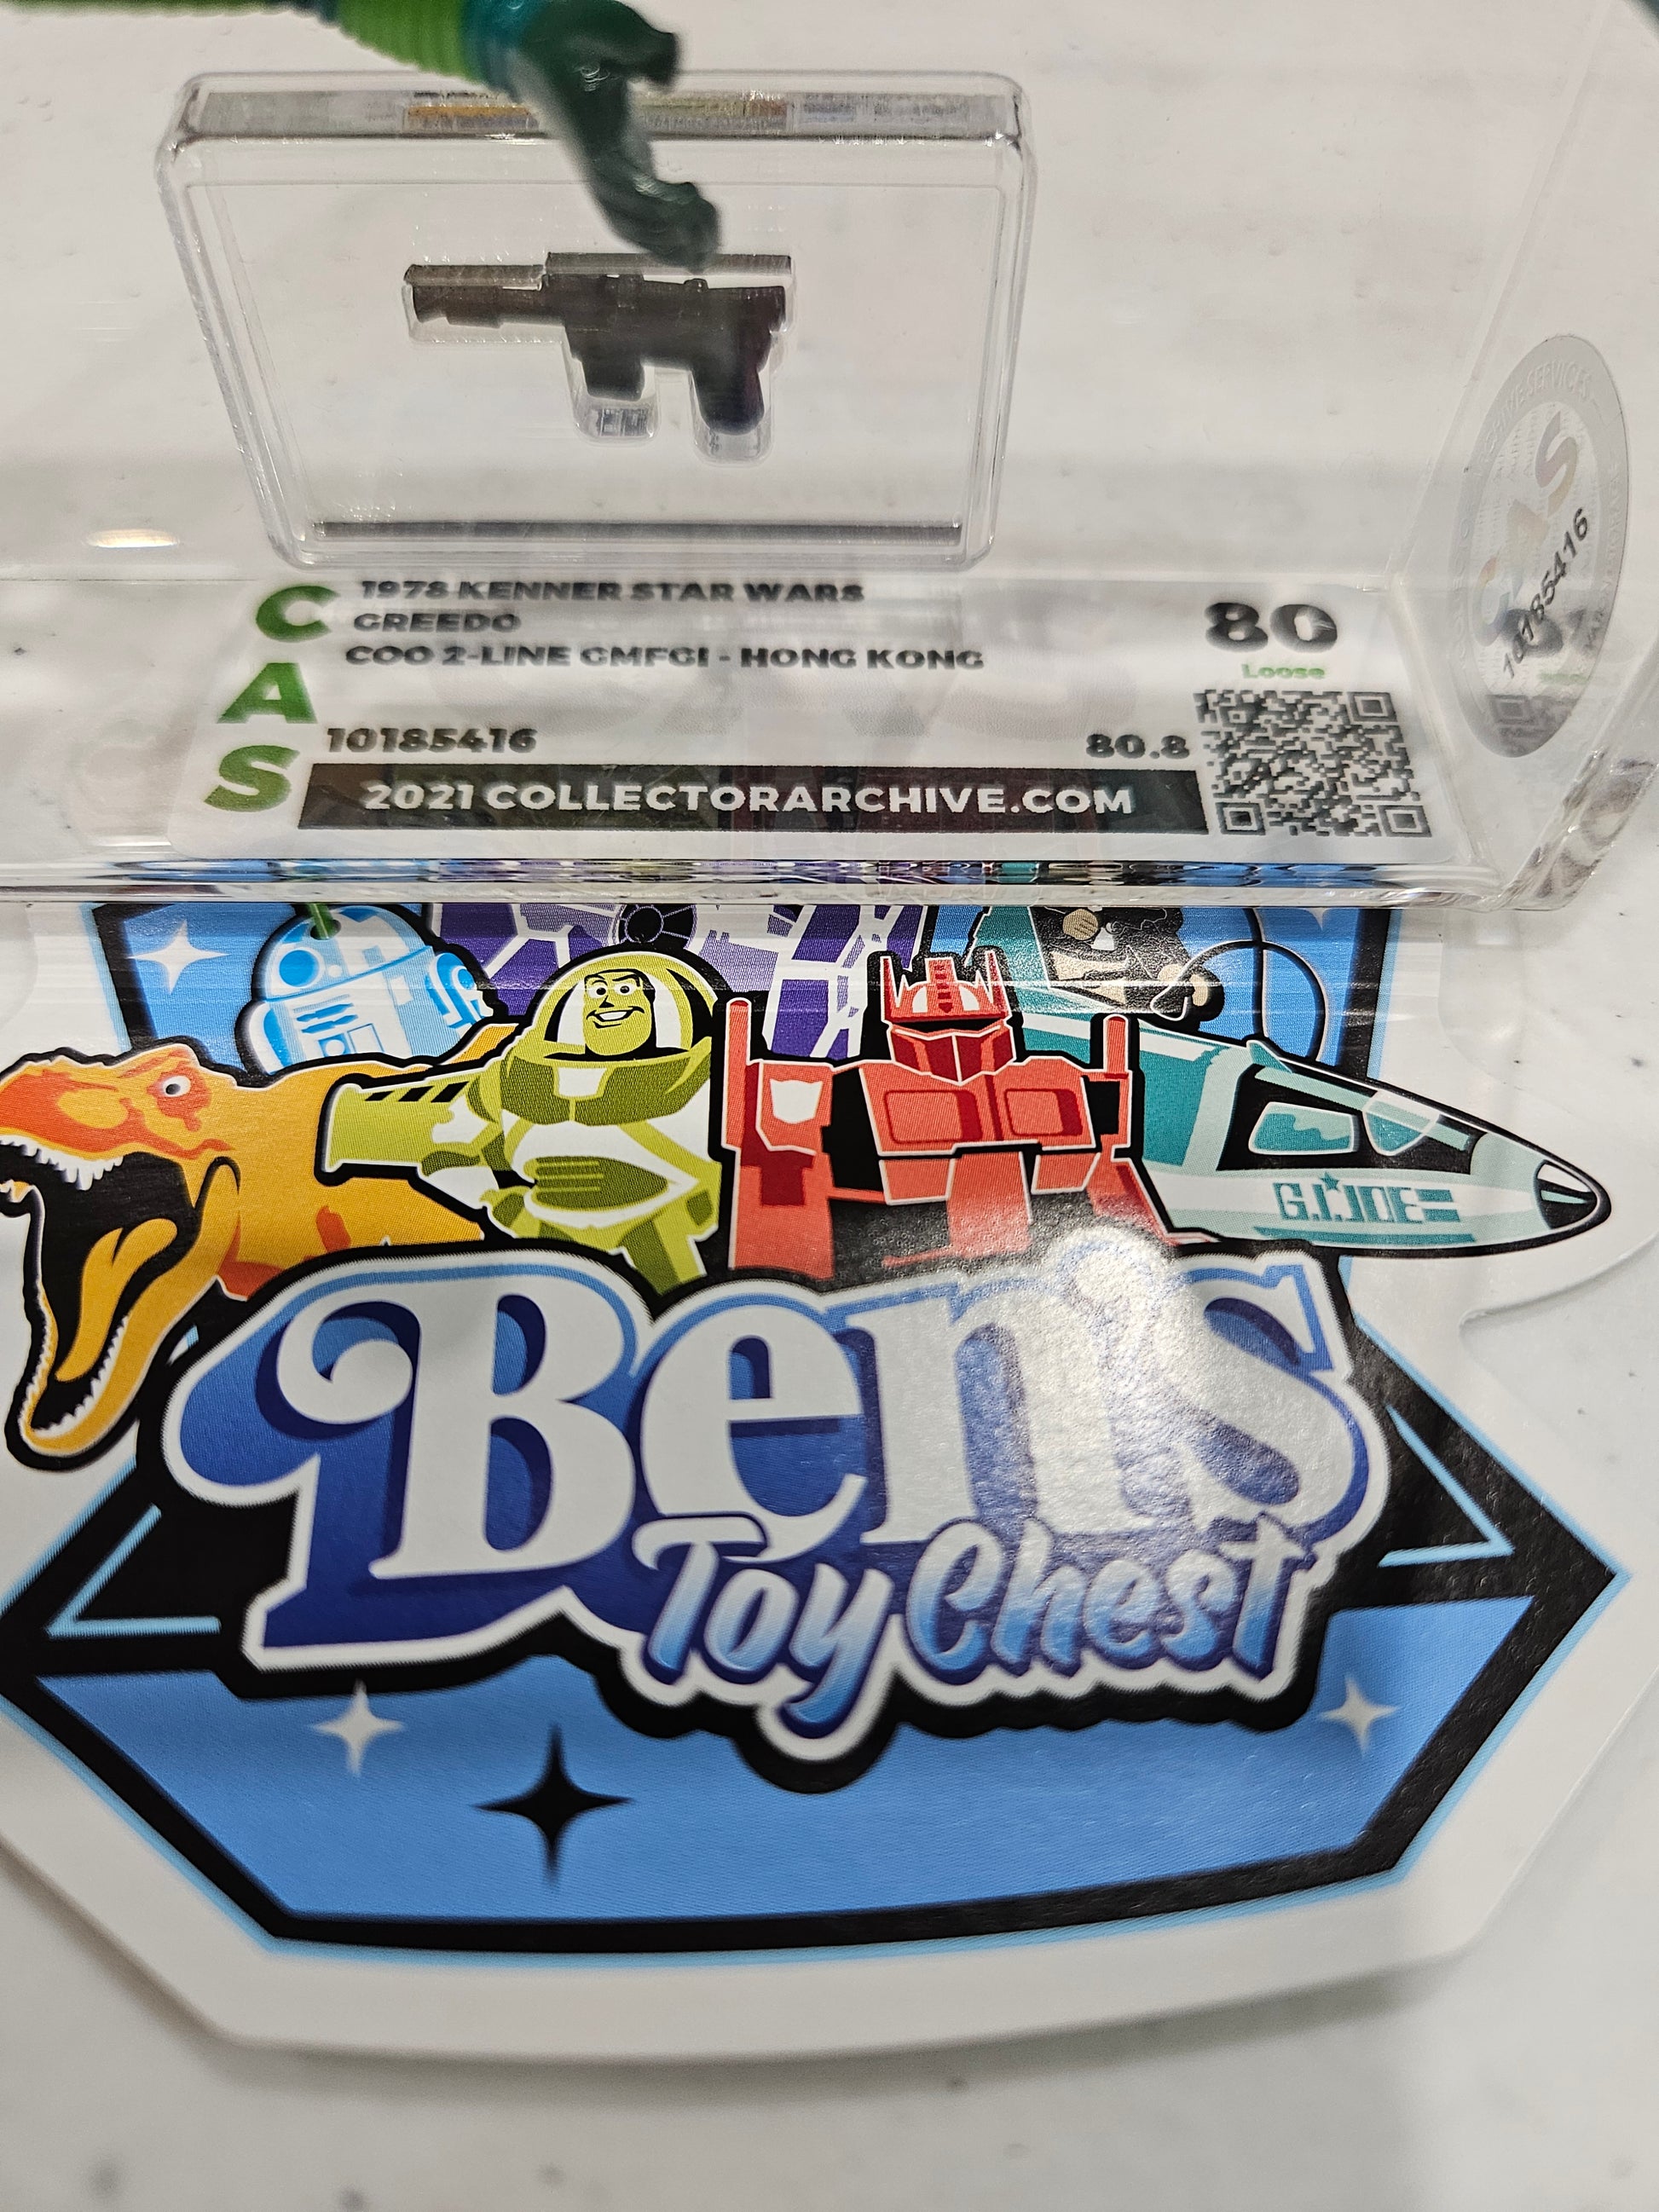 C A S
1978 KENNER STAR WARS
GREEDO
COO 2-LINE GMFGI - HONG KONG
80
Loose
10185416
80.8
2021 COLLECTORARCHIVE.COM
CAS
10185416
G.I. JOE
Ben's
Toy Chest